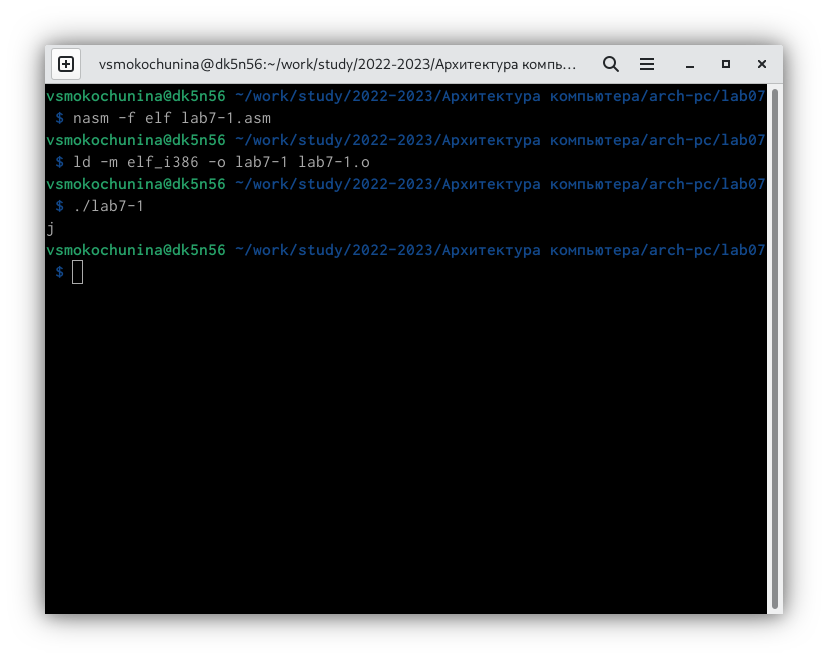 vsmokochunina@dk5n56:~/work/study/2022-2023/Архитектура компь…
vsmokochunina@dk5n56 ~/work/study/2022-2023/Архитектура компьютера/arch-pc/lab07
$ nasm -f elf lab7-1.asm
vsmokochunina@dk5n56 ~/work/study/2022-2023/Архитектура компьютера/arch-pc/lab07
$ ld -m elf_i386 -o lab7-1 lab7-1.o
vsmokochunina@dk5n56 ~/work/study/2022-2023/Архитектура компьютера/arch-pc/lab07
$ ./lab7-1
j
vsmokochunina@dk5n56 ~/work/study/2022-2023/Архитектура компьютера/arch-pc/lab07
$